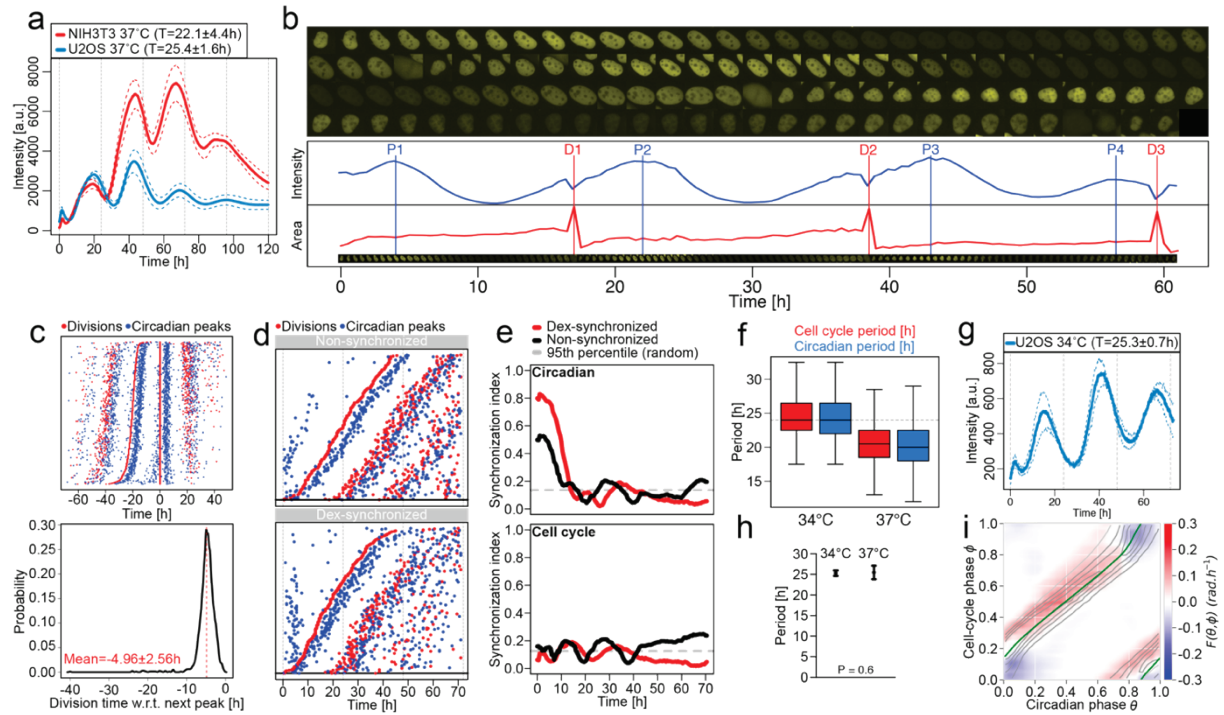 a
NIH3T3 37°C (T=22.1±4.4h)
U2OS 37°C (T=25.4±1.6h)
Intensity [a.u.]
0 2000 4000 6000 8000
0 20 40 60 80 100 120
Time [h]
b
P1 D1 P2 D2 P3 P4 D3
Intensity
Area
0 10 20 30 40 50 60
Time [h]
c
Divisions Circadian peaks
-60 -40 -20 0 20 40
Time [h]
Probability
0.30
0.25
0.20
0.15
0.10
0.05
0.00
Mean=-4.96±2.56h
-40 -30 -20 -10 0
Division time w.r.t. next peak [h]
d
Divisions Circadian peaks
Non-synchronized
Dex-synchronized
0 10 20 30 40 50 60 70
Time [h]
e
Dex-synchronized
Non-synchronized
95th percentile (random)
Circadian
Synchronization index
1.0
0.8
0.6
0.4
0.2
0.0
Cell cycle
Synchronization index
1.0
0.8
0.6
0.4
0.2
0.0
0 10 20 30 40 50 60 70
Time [h]
f
Cell cycle period [h]
Circadian period [h]
Period [h]
30
25
20
15
34°C 37°C
g
U2OS 34°C (T=25.3±0.7h)
Intensity [a.u.]
200 400 600 800
0 20 40 60
Time [h]
h
34°C 37°C
Period [h]
30
25
20
15
10
5
0
P = 0.6
i
Cell-cycle phase ϕ
1.0
0.8
0.6
0.4
0.2
0.0
0.0 0.2 0.4 0.6 0.8 1.0
Circadian phase θ
0.3
0.2
0.1
0.0
-0.1
-0.2
-0.3
F(θ,ϕ) (rad.h⁻¹)